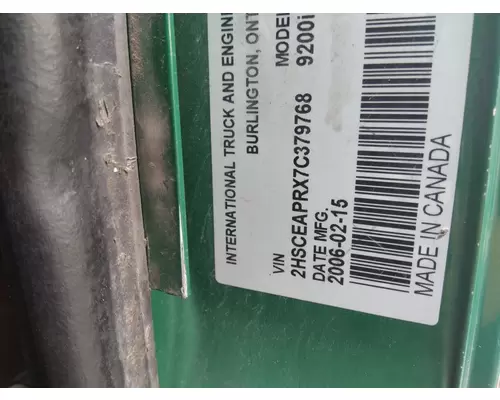 INTERNATIONAL TRUCK AND ENGINE
BURLINGTON, ONT
MODEL
9200i
VIN
2HSCEAPRX7C379768
DATE MFG.
2006-02-15
MADE IN CANADA